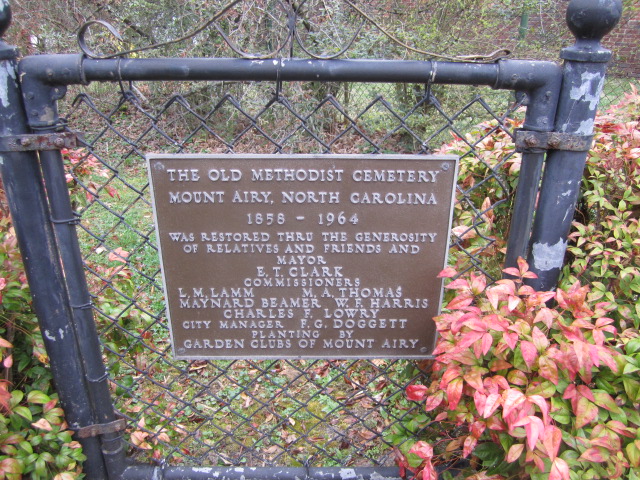 THE OLD METHODIST CEMETERY
MOUNT AIRY, NORTH CAROLINA
1858 - 1964
WAS RESTORED THRU THE GENEROSITY
OF RELATIVES AND FRIENDS AND
MAYOR
E. T. CLARK
COMMISSIONERS
L. M. LAMM M. A. THOMAS
MAYNARD BEAMER W. F. HARRIS
CHARLES F. LOWRY
CITY MANAGER F. G. DOGGETT
PLANTING BY
GARDEN CLUBS OF MOUNT AIRY